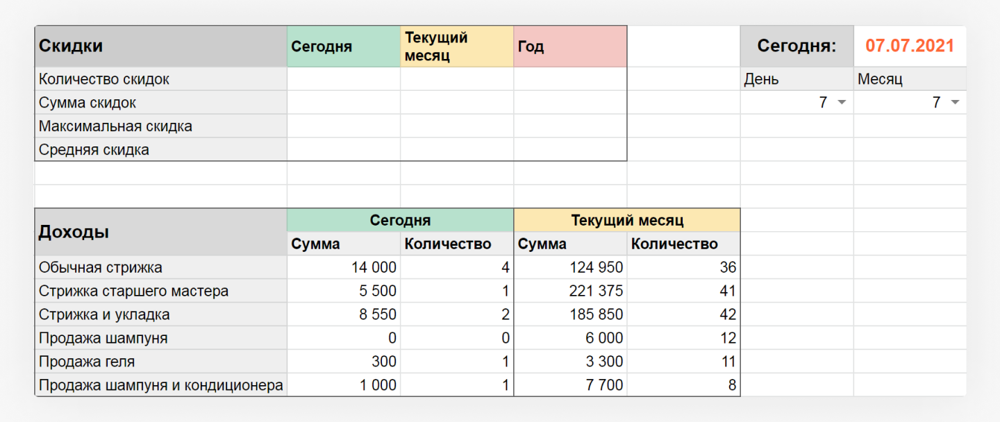 Скидки Сегодня Текущий месяц Год Сегодня: 07.07.2021
Количество скидок День Месяц
Сумма скидок 7 7
Максимальная скидка
Средняя скидка
Доходы Сегодня Текущий месяц
Сумма Количество Сумма Количество
Обычная стрижка 14 000 4 124 950 36
Стрижка старшего мастера 5 500 1 221 375 41
Стрижка и укладка 8 550 2 185 850 42
Продажа шампуня 0 0 6 000 12
Продажа геля 300 1 3 300 11
Продажа шампуня и кондиционера 1 000 1 7 700 8